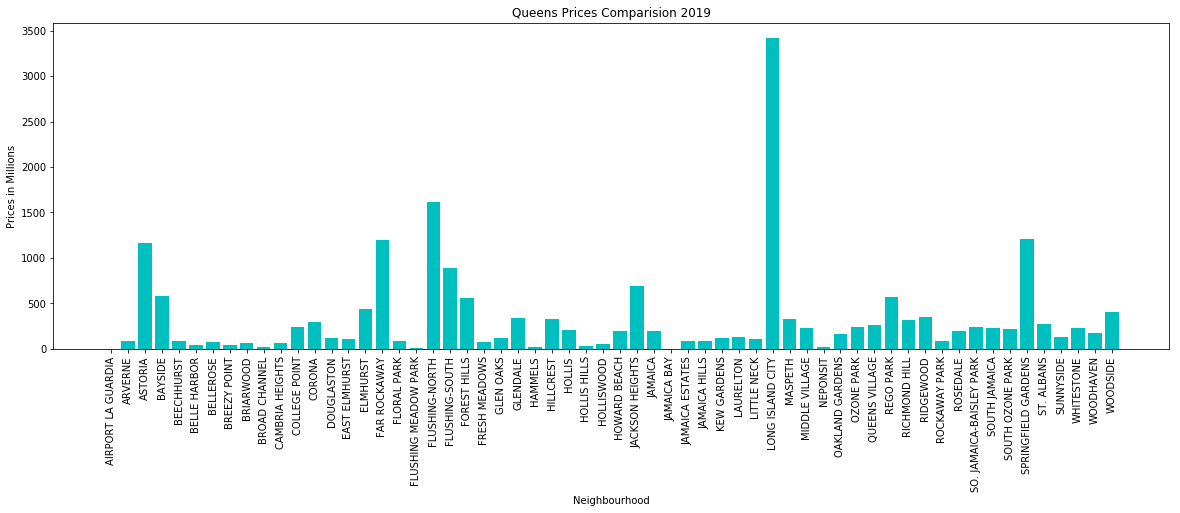 Queens Prices Comparision 2019
Prices in Millions
3500
3000
2500
2000
1500
1000
500
0
AIRPORT LA GUARDIA
ARVERNE
ASTORIA
BAYSIDE
BEECHHURST
BELLE HARBOR
BELLEROSE
BREEZY POINT
BRIARWOOD
BROAD CHANNEL
CAMBRIA HEIGHTS
COLLEGE POINT
CORONA
DOUGLASTON
EAST ELMHURST
ELMHURST
FAR ROCKAWAY
FLORAL PARK
FLUSHING MEADOW PARK
FLUSHING-NORTH
FLUSHING-SOUTH
FOREST HILLS
FRESH MEADOWS
GLEN OAKS
GLENDALE
HAMMELS
HILLCREST
HOLLIS
HOLLIS HILLS
HOLLISWOOD
HOWARD BEACH
JACKSON HEIGHTS
JAMAICA
JAMAICA BAY
JAMAICA ESTATES
JAMAICA HILLS
KEW GARDENS
LAURELTON
LITTLE NECK
LONG ISLAND CITY
MASPETH
MIDDLE VILLAGE
NEPONSIT
OAKLAND GARDENS
OZONE PARK
QUEENS VILLAGE
REGO PARK
RICHMOND HILL
RIDGEWOOD
ROCKAWAY PARK
ROSEDALE
SO. JAMAICA-BAISLEY PARK
SOUTH JAMAICA
SOUTH OZONE PARK
SPRINGFIELD GARDENS
ST. ALBANS
SUNNYSIDE
WHITESTONE
WOODHAVEN
WOODSIDE
Neighbourhood